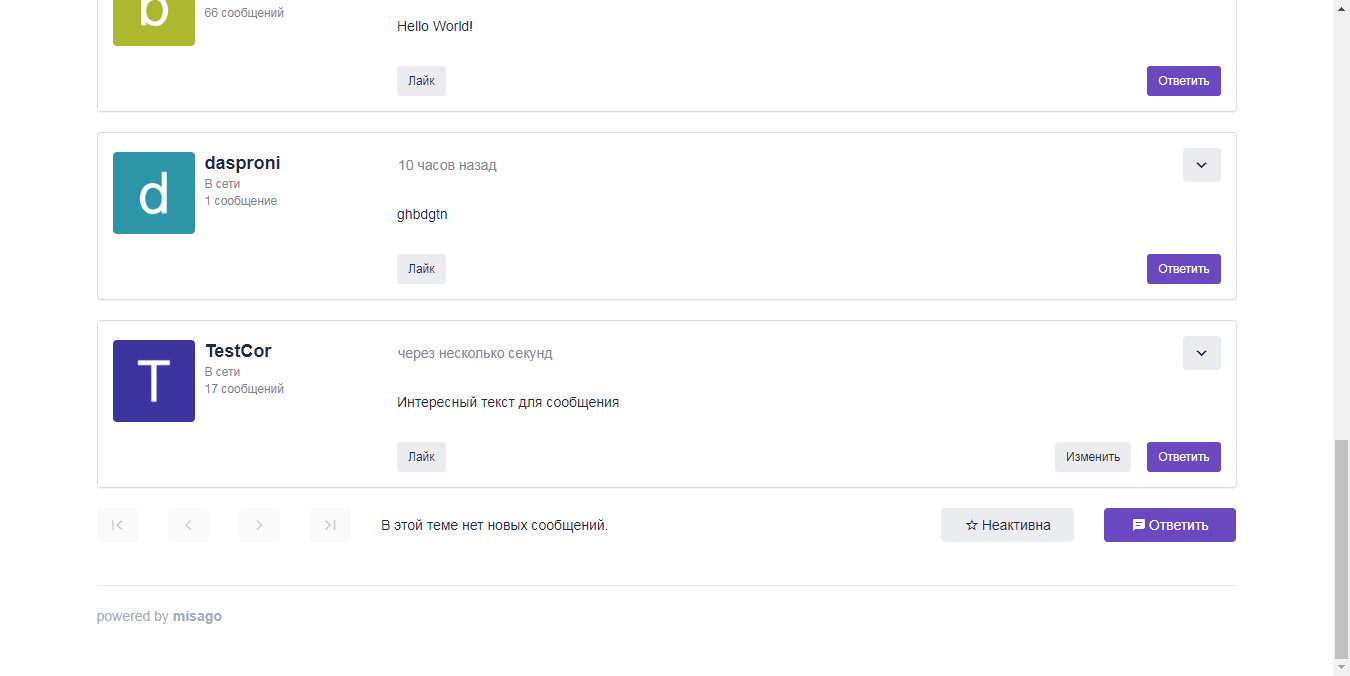 b
66 сообщений
Hello World!
Лайк
Ответить
d
dasproni
В сети
1 сообщение
10 часов назад
ghbdgtn
Лайк
Ответить
T
TestCor
В сети
17 сообщений
через несколько секунд
Интересный текст для сообщения
Лайк
Изменить
Ответить
В этой теме нет новых сообщений.
Неактивна
Ответить
powered by misago